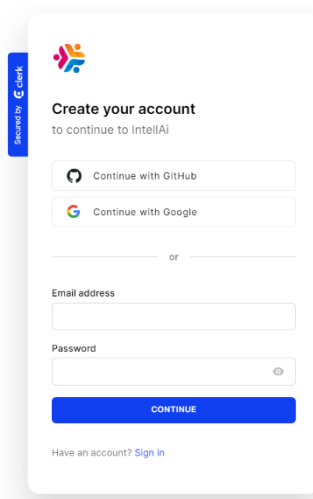 Secured by clerk
Create your account
to continue to IntellAi
Continue with GitHub
Continue with Google
or
Email address
Password
CONTINUE
Have an account? Sign in